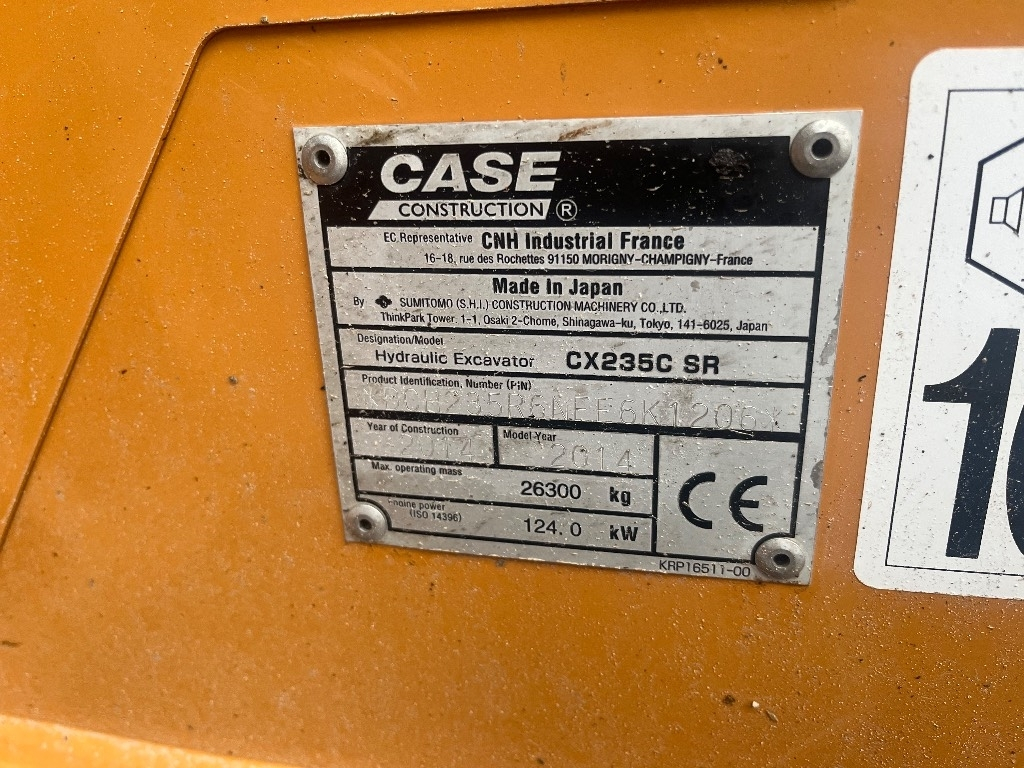 CASE
CONSTRUCTION ®
EC Representative CNH Industrial France
16-18, rue des Rochettes 91150 MORIGNY-CHAMPIGNY-France
Made In Japan
By SUMITOMO (S.H.I.) CONSTRUCTION MACHINERY CO.,LTD.
ThinkPark Tower, 1-1, Osaki 2-Chome, Shinagawa-ku, Tokyo, 141-6025, Japan
Designation/Model
Hydraulic Excavator CX235C SR
Product Identification, Number (PIN)
Year of Construction Model Year
2014 2014
Max. operating mass
26300 kg
power
(ISO 14396)
124.0 kW
CE
KRP16511-00